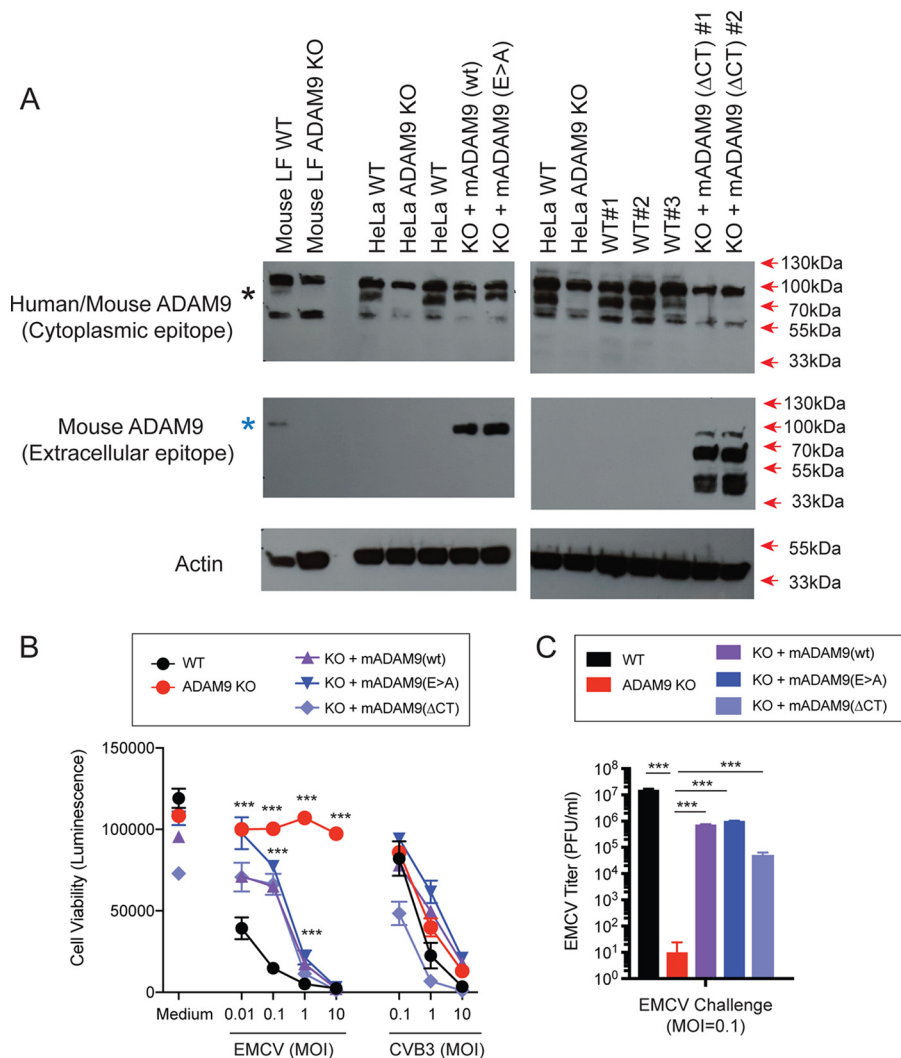 A
Mouse LF WT
Mouse LF ADAM9 KO
HeLa WT
HeLa ADAM9 KO
HeLa WT
KO + mADAM9 (wt)
KO + mADAM9 (E>A)
HeLa WT
HeLa ADAM9 KO
WT#1
WT#2
WT#3
KO + mADAM9 (ΔCT) #1
KO + mADAM9 (ΔCT) #2
Human/Mouse ADAM9 *
(Cytoplasmic epitope)
130kDa
100kDa
70kDa
55kDa
33kDa
Mouse ADAM9 *
(Extracellular epitope)
130kDa
100kDa
70kDa
55kDa
33kDa
Actin
55kDa
33kDa
B
WT
ADAM9 KO
KO + mADAM9(wt)
KO + mADAM9(E>A)
KO + mADAM9(ΔCT)
Cell Viability (Luminescence)
150000
100000
50000
0
*** *** *** ***
***
***
Medium 0.01 0.1 1 10 0.1 1 10
EMCV (MOI) CVB3 (MOI)
C
WT
ADAM9 KO
KO + mADAM9(wt)
KO + mADAM9(E>A)
KO + mADAM9(ΔCT)
EMCV Titer (PFU/ml)
10⁸
10⁷
10⁶
10⁵
10⁴
10³
10²
10¹
10⁰
*** ***
***
***
EMCV Challenge
(MOI=0.1)